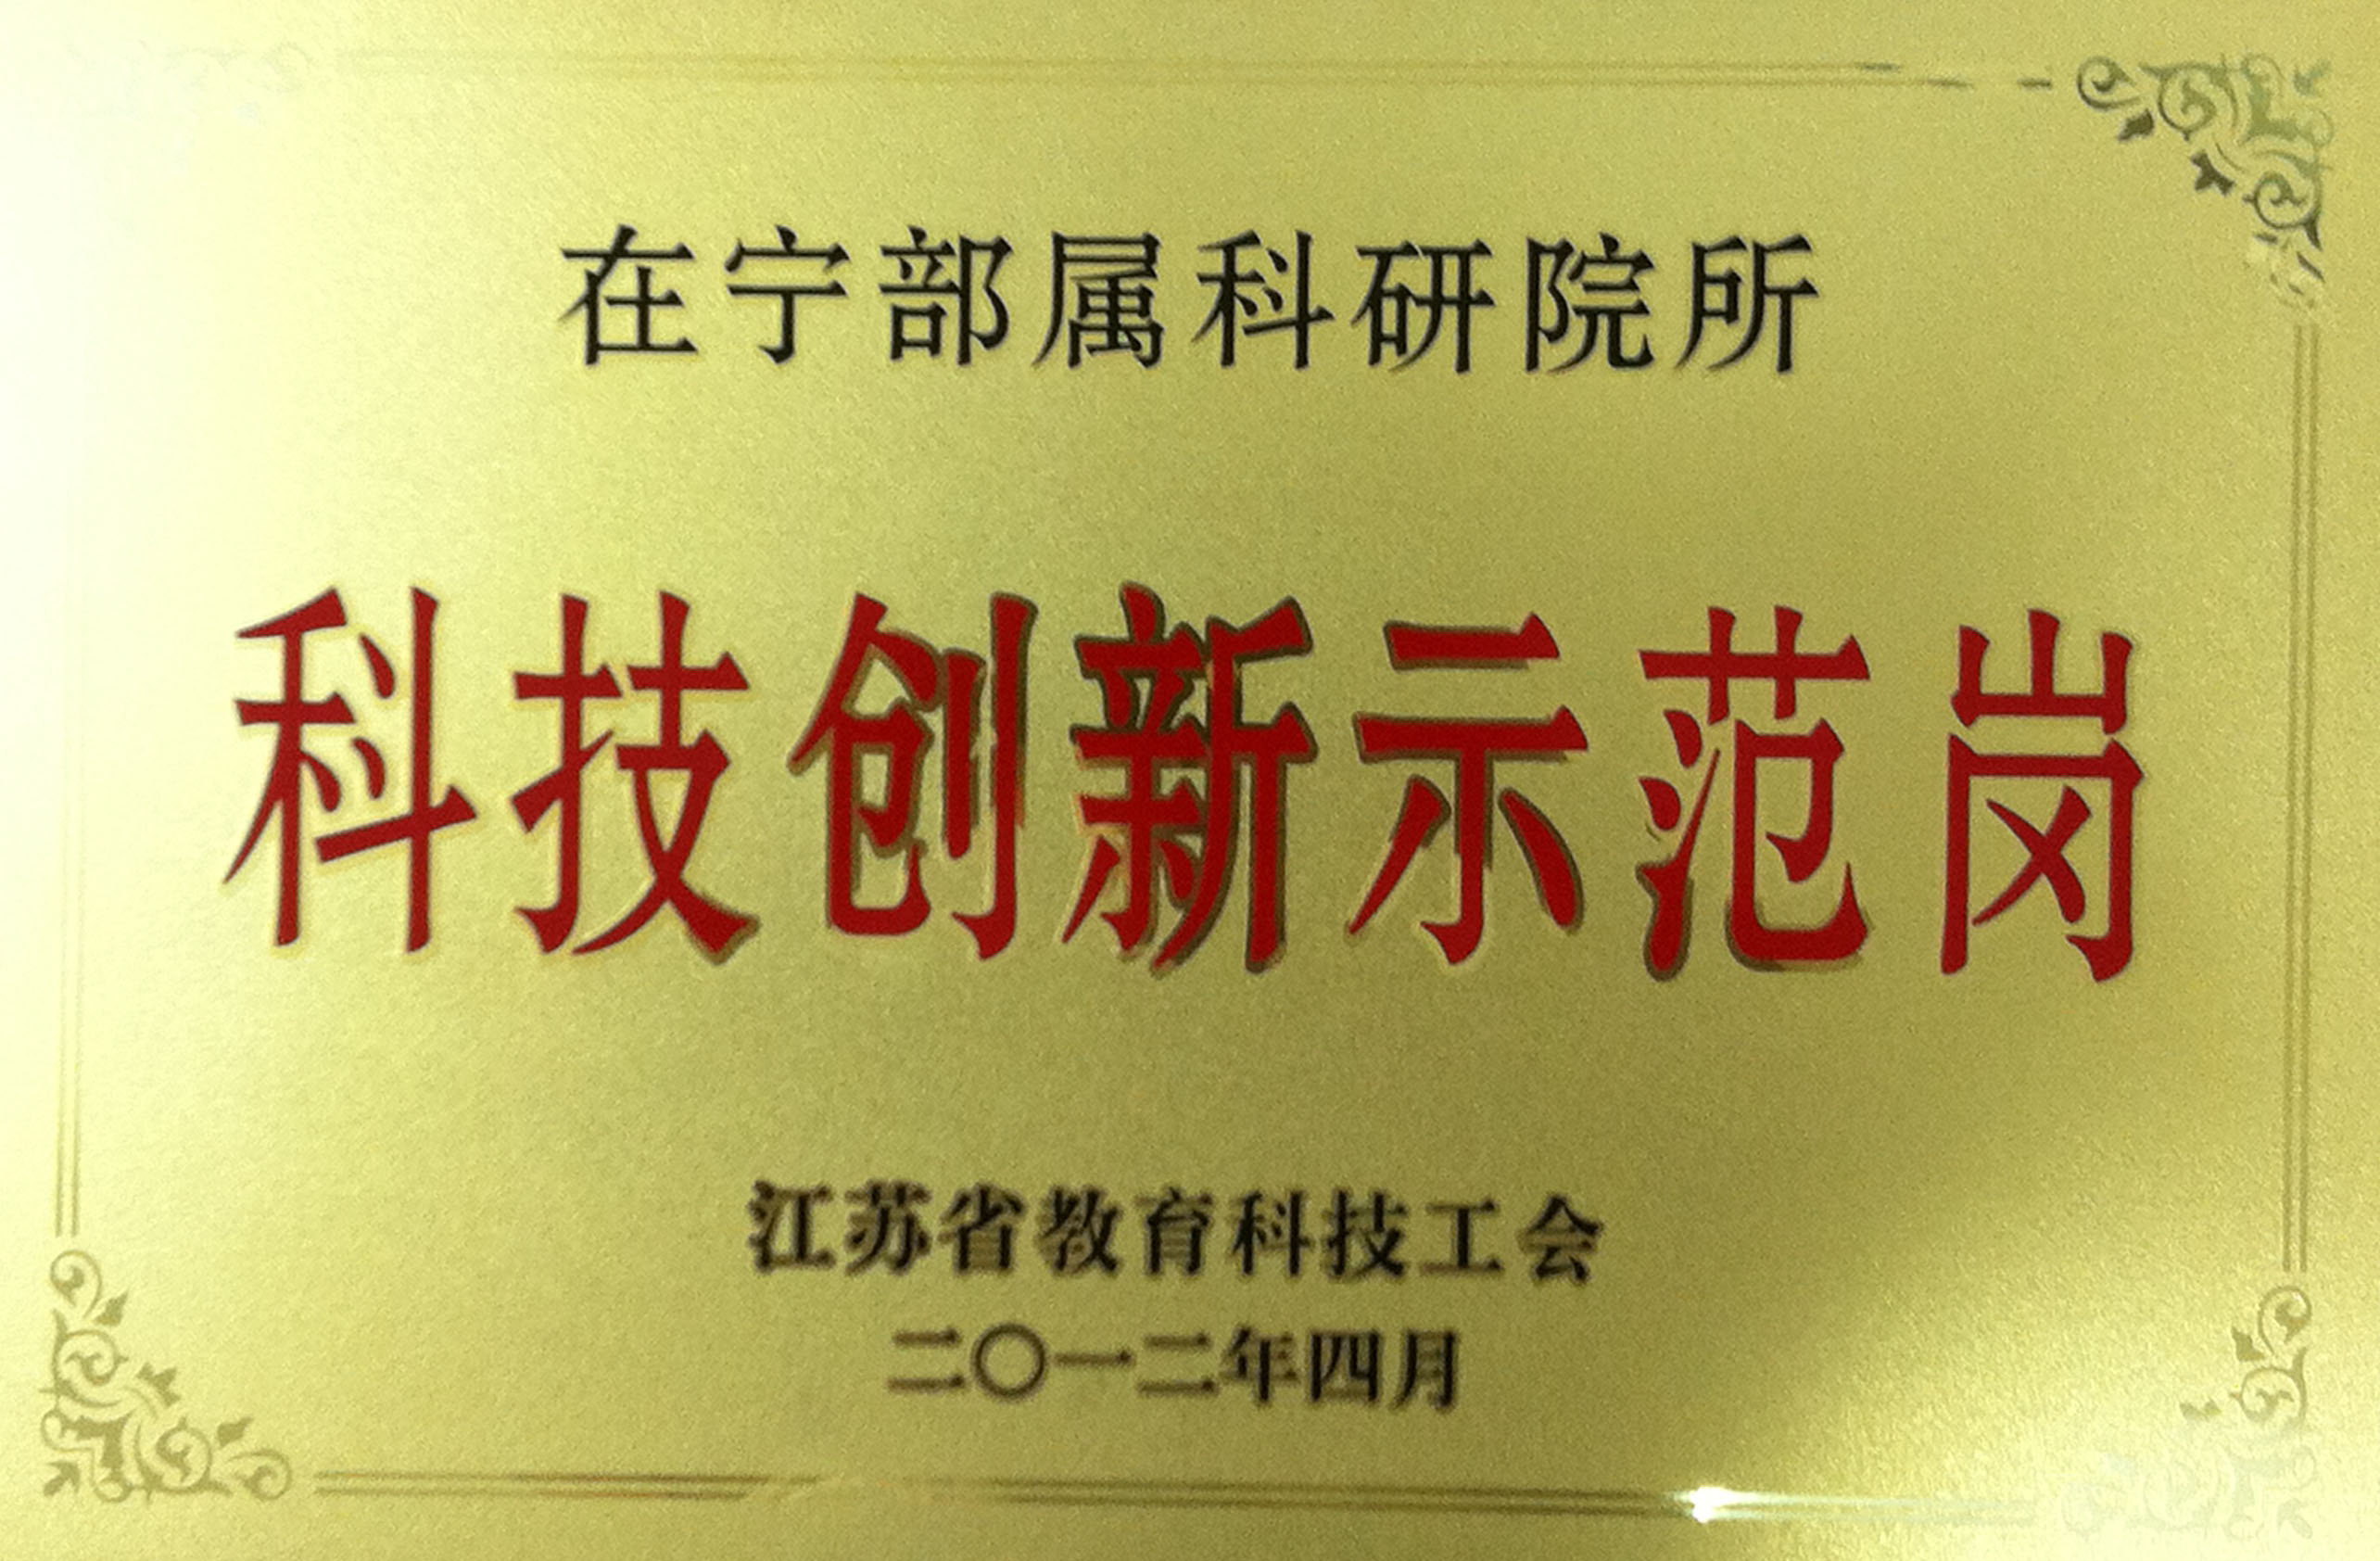 在宁部属科研院所
科技创新示范岗
江苏省教育科技工会
二〇一二年四月